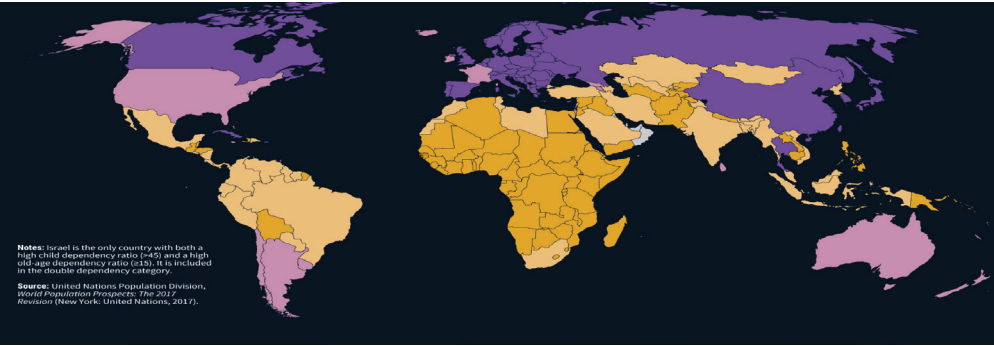 Notes: Israel is the only country with both a
high child dependency ratio (>45) and a high
old-age dependency ratio (≥15). It is included
in the double dependency category.
Source: United Nations Population Division,
World Population Prospects: The 2017
Revision (New York: United Nations, 2017).